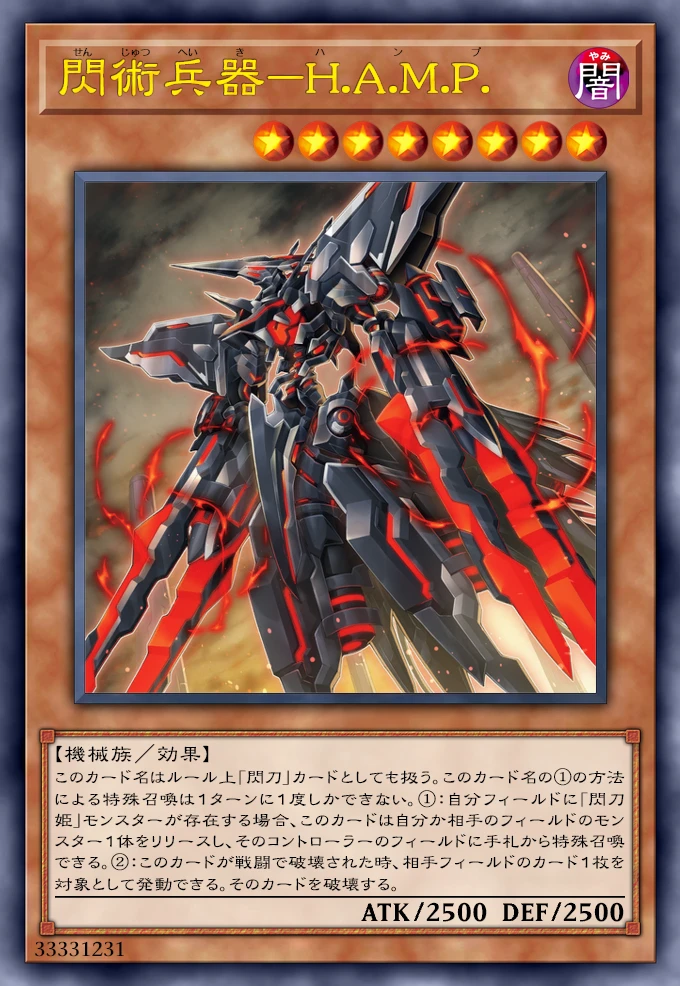 せん じゅつ へい き ハ ン プ
閃術兵器－H.A.M.P.
やみ
闇
【機械族／効果】
このカード名はルール上「閃刀」カードとしても扱う。このカード名の①の方法
による特殊召喚は１ターンに１度しかできない。①：自分フィールドに「閃刀
姫」モンスターが存在する場合、このカードは自分か相手のフィールドのモン
スター１体をリリースし、そのコントローラーのフィールドに手札から特殊召喚
できる。②：このカードが戦闘で破壊された時、相手フィールドのカード１枚を
対象として発動できる。そのカードを破壊する。
ATK/2500 DEF/2500
33331231